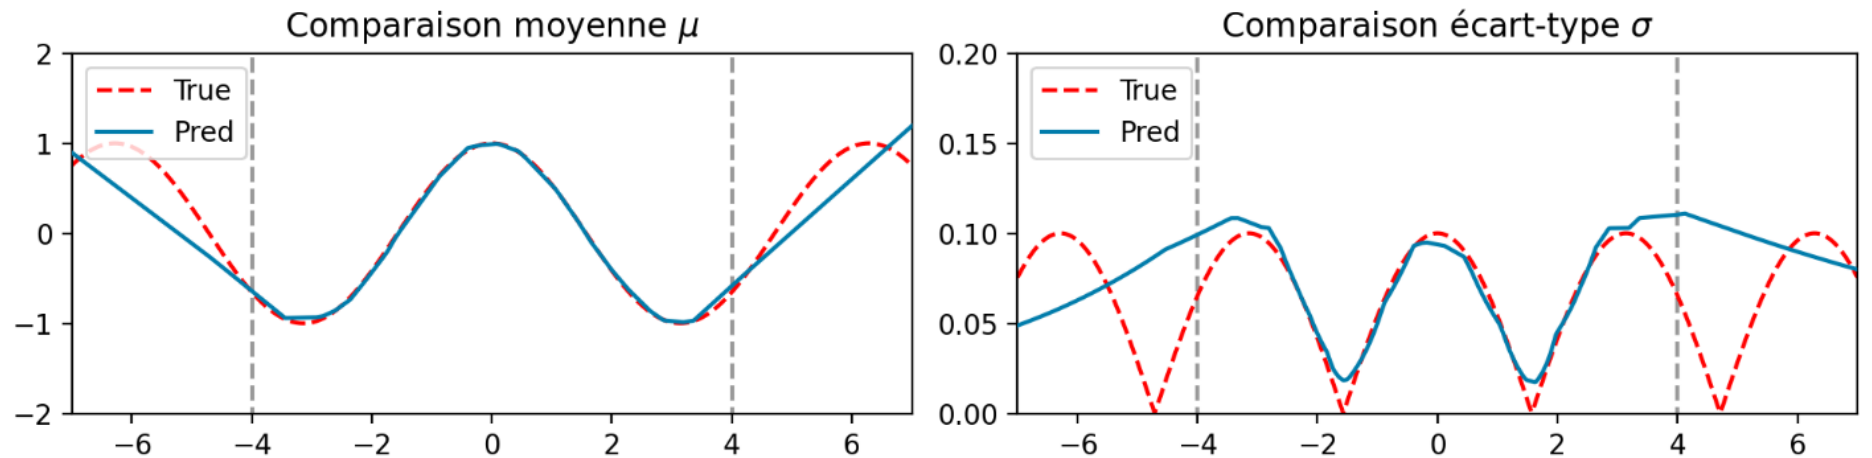 Comparaison moyenne μ
2
1
0
−1
−2
True
Pred
−6 −4 −2 0 2 4 6
Comparaison écart-type σ
0.20
0.15
0.10
0.05
0.00
True
Pred
−6 −4 −2 0 2 4 6